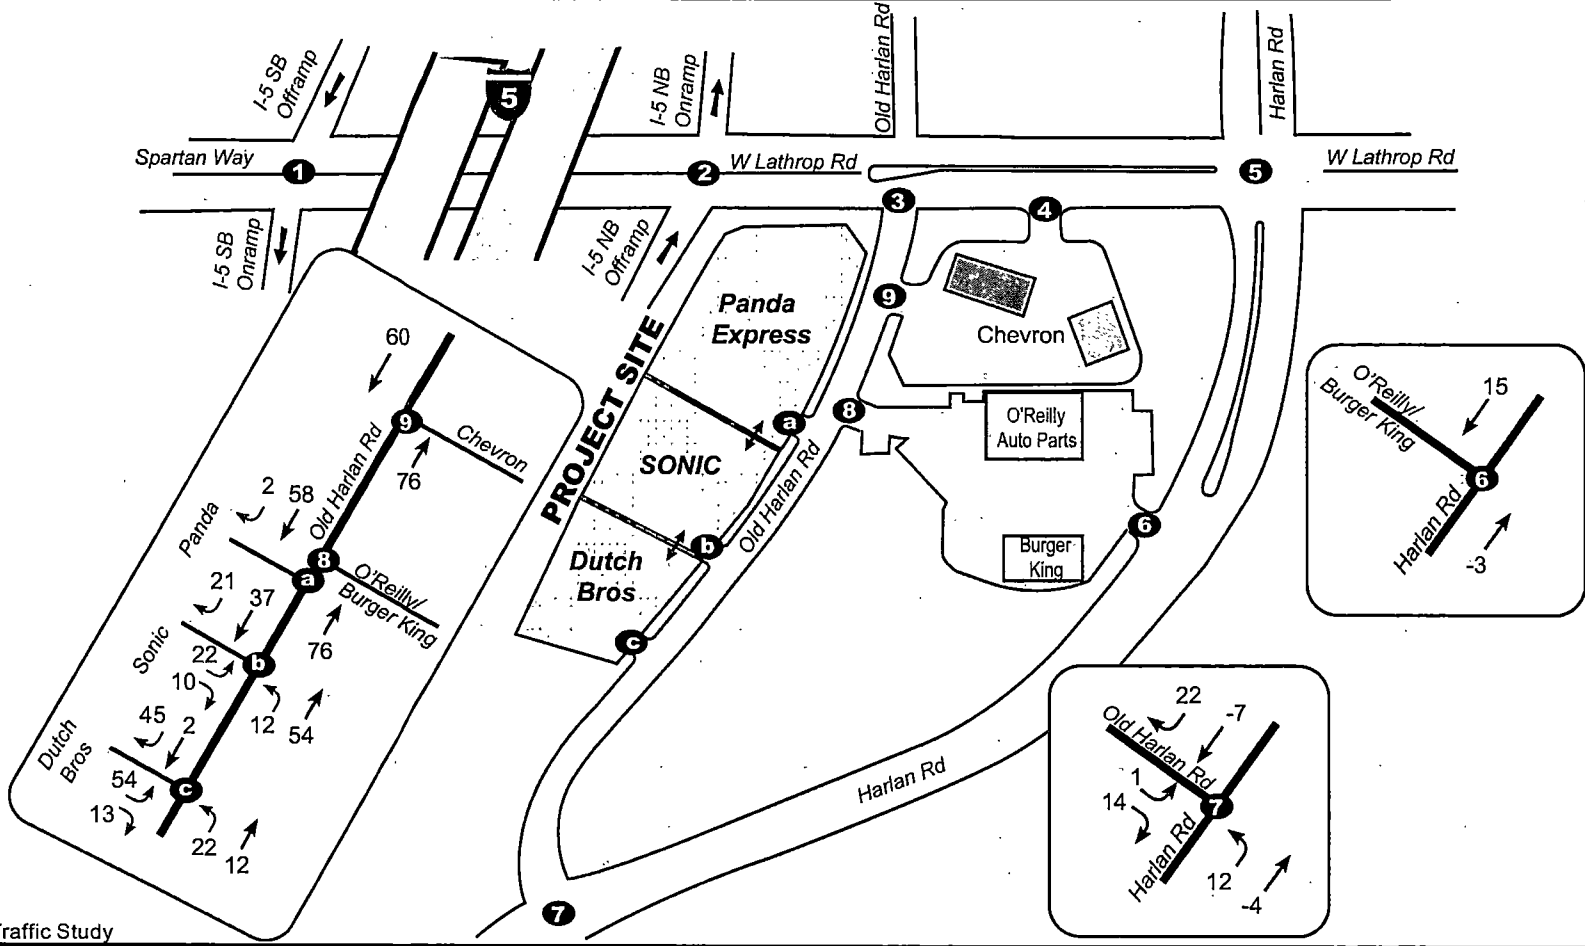 I-5 SB
Offramp
5
I-5 NB
Onramp
Old Harlan Rd
Harlan Rd
Spartan Way
1
2
W Lathrop Rd
5
W Lathrop Rd
3
4
I-5 SB
Onramp
I-5 NB
Offramp
Panda
Express
9
Chevron
PROJECT SITE
a
8
O'Reilly
Auto Parts
SONIC
Old Harlan Rd
b
6
Dutch
Bros
Burger
King
c
Harlan Rd
7
60
9
Chevron
76
Old Harlan Rd
2
58
Panda
8
a
O'Reilly/
Burger King
76
21
37
Sonic
22
b
10
12
54
45
2
Dutch
Bros
54
c
13
22
12
O'Reilly/
Burger King
15
6
Harlan Rd
-3
22
-7
Old Harlan Rd
1
14
7
Harlan Rd
12
-4
Traffic Study